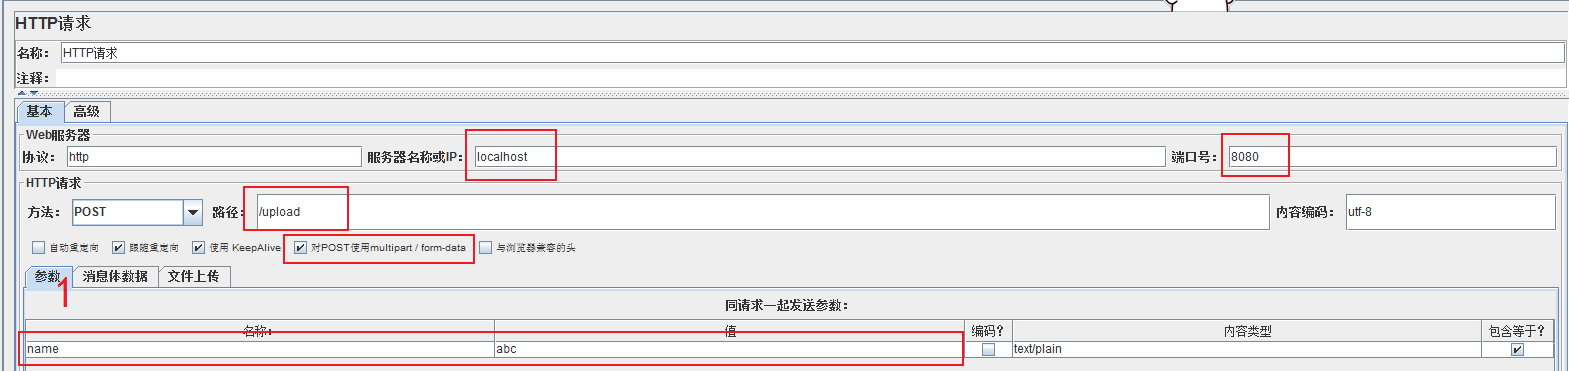 HTTP请求
名称: HTTP请求
注释:
基本 高级
Web服务器
协议: http 服务器名称或IP: localhost 端口号: 8080
HTTP请求
方法: POST 路径: /upload 内容编码: utf-8
自动重定向 跟随重定向 使用 KeepAlive 对POST使用multipart / form-data 与浏览器兼容的头
参数 消息体数据 文件上传
1
同请求一起发送参数:
名称: 值 编码? 内容类型 包含等于?
name abc text/plain